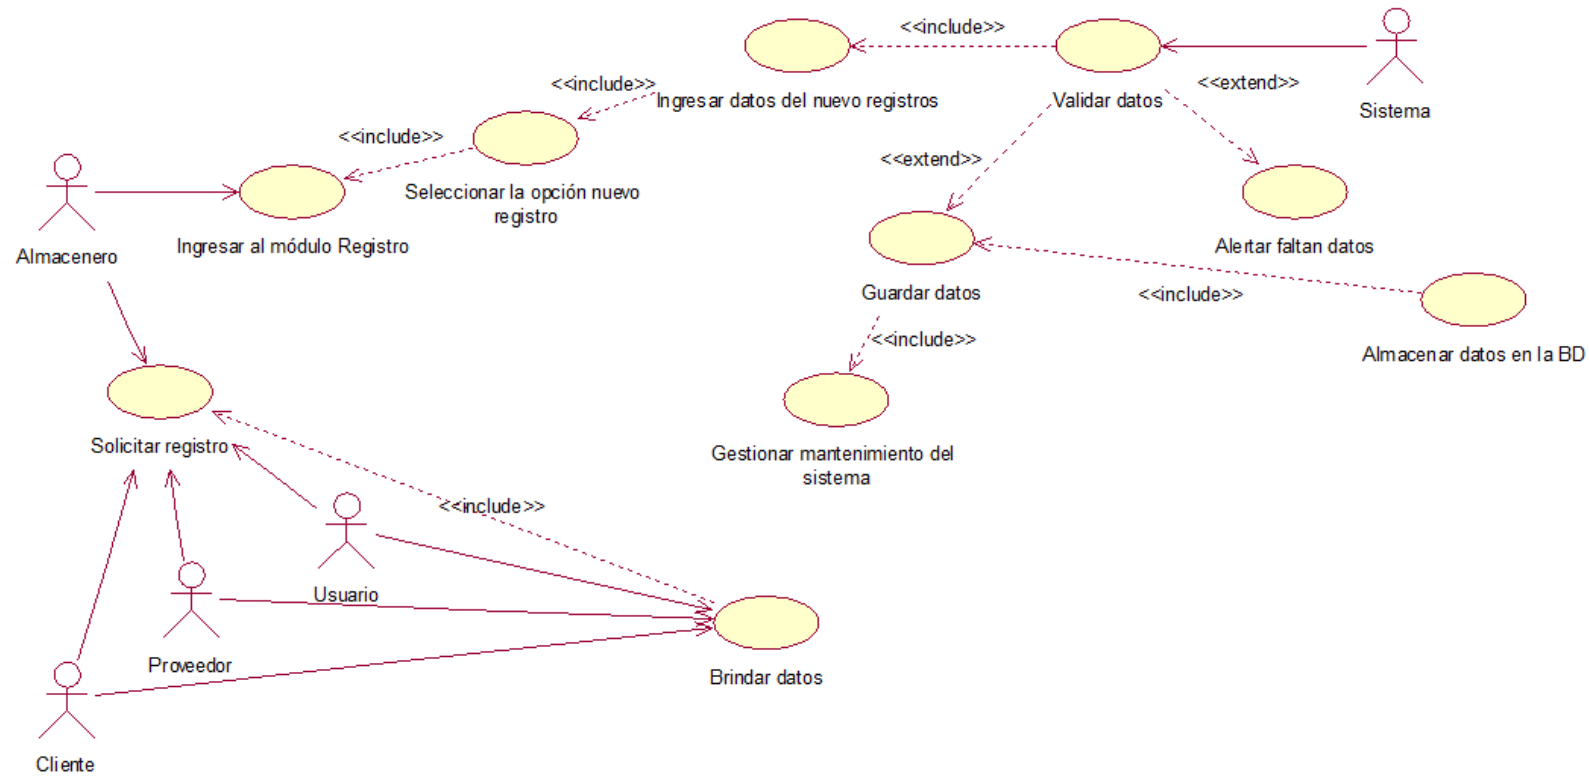 <<include>>
<<include>>
<<extend>>
Ingresar datos del nuevo registros
Validar datos
Sistema
<<include>>
<<extend>>
Seleccionar la opción nuevo
registro
Ingresar al módulo Registro
Almacenero
Alertar faltan datos
Guardar datos
<<include>>
<<include>>
Almacenar datos en la BD
Solicitar registro
Gestionar mantenimiento del
sistema
<<include>>
Usuario
Proveedor
Brindar datos
Cliente